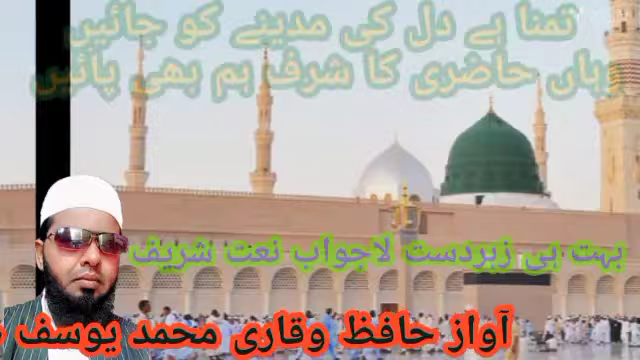 تمنا ہے دل کی مدینے کو جائیں
وہاں حاضری کا شرف ہم بھی پائیں
بہت ہی زبردست لاجواب نعت شریف
آواز حافظ وقاری محمد یوسف